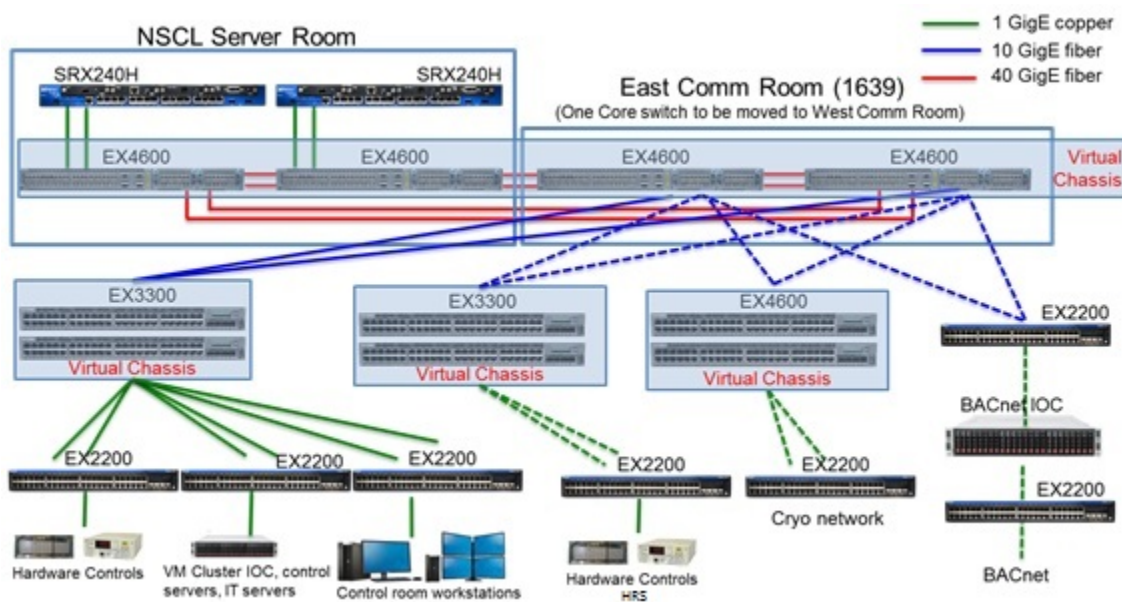 NSCL Server Room
1 GigE copper
10 GigE fiber
40 GigE fiber
SRX240H
SRX240H
East Comm Room (1639)
(One Core switch to be moved to West Comm Room)
EX4600
EX4600
EX4600
EX4600
Virtual
Chassis
EX3300
Virtual Chassis
EX3300
Virtual Chassis
EX4600
Virtual Chassis
EX2200
BACnet IOC
EX2200
BACnet
EX2200
EX2200
EX2200
EX2200
EX2200
Cryo network
Hardware Controls
VM Cluster IOC, control
servers, IT servers
Control room workstations
Hardware Controls
HRS